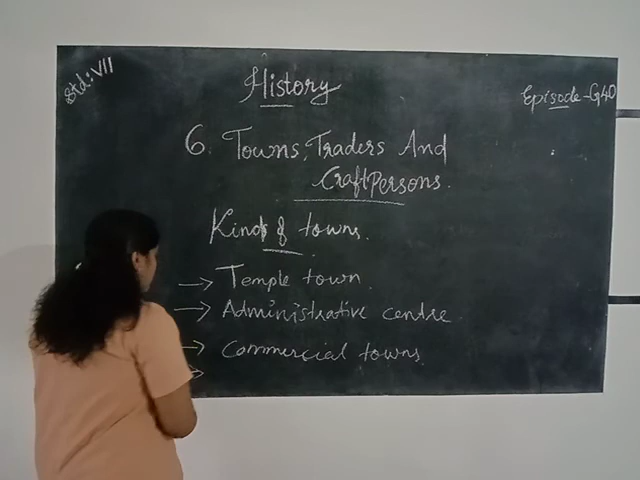 Std: VII
History
Episode-G40
6. Towns, Traders And
CraftPersons.
Kinds of towns.
→ Temple town
→ Administrative centre
→ Commercial towns
→